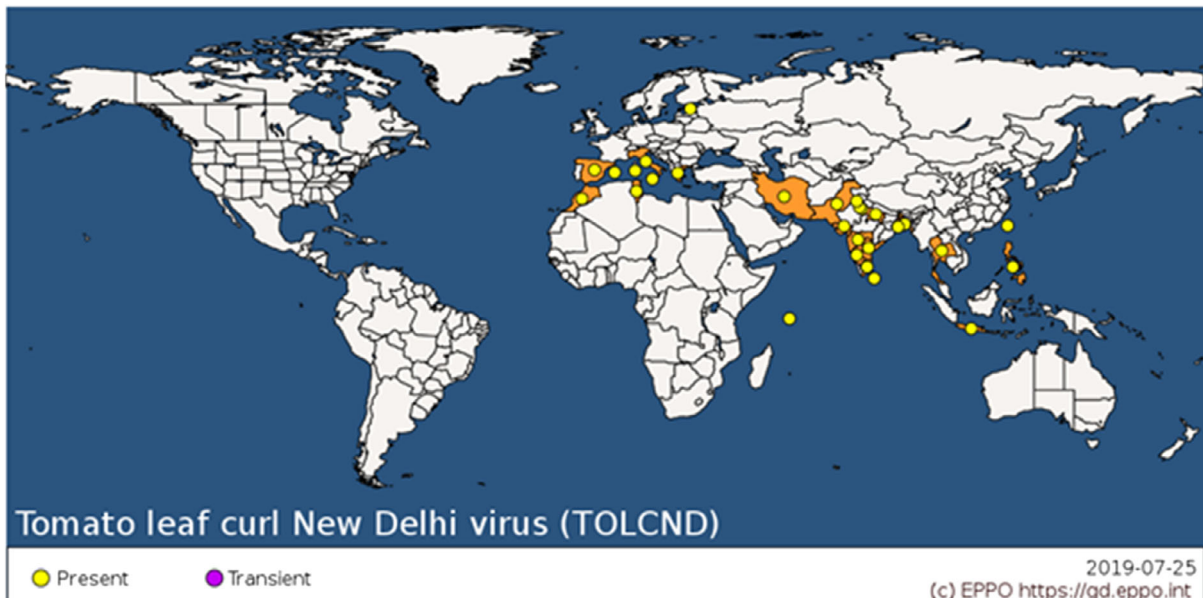 Tomato leaf curl New Delhi virus (TOLCND)
Present
Transient
2019-07-25
(c) EPPO https://gd.eppo.int